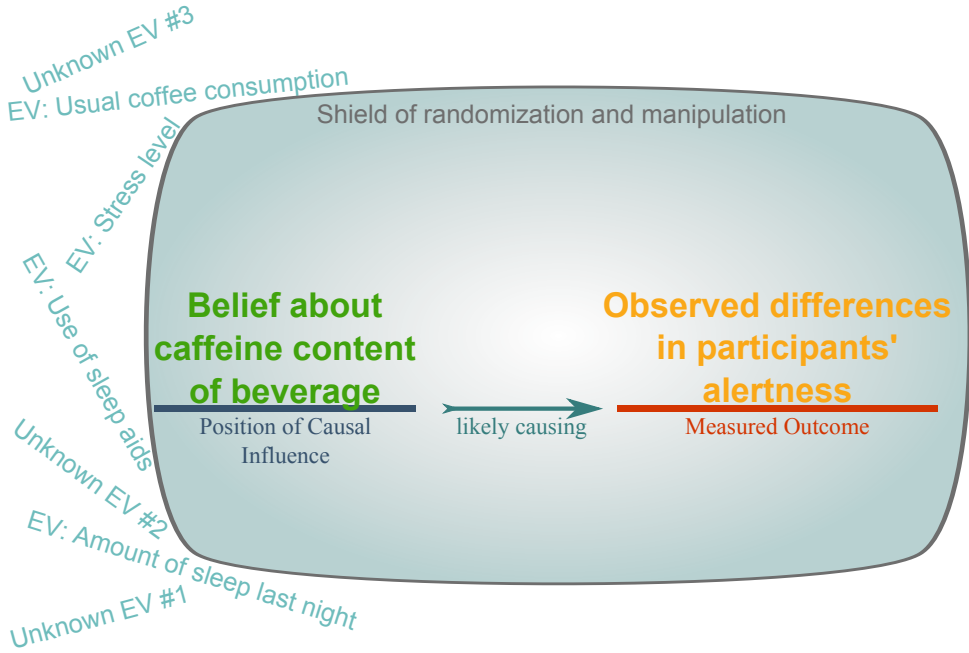 Unknown EV #3
EV: Usual coffee consumption
Shield of randomization and manipulation
EV: Stress level
EV: Use of sleep aids
Belief about
caffeine content
of beverage
Position of Causal
Influence
likely causing
Observed differences
in participants'
alertness
Measured Outcome
Unknown EV #2
EV: Amount of sleep last night
Unknown EV #1